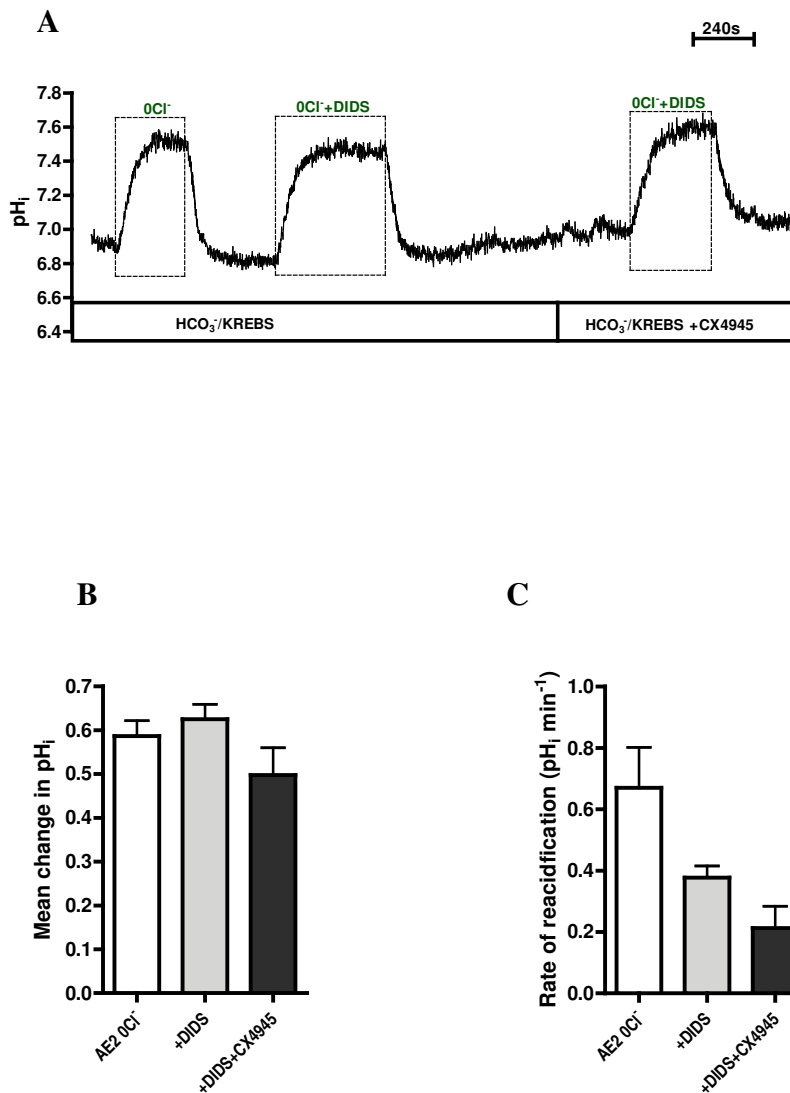 A
240s
0Cl⁻
0Cl⁻+DIDS
0Cl⁻+DIDS
7.8
7.6
7.4
7.2
7.0
6.8
6.6
6.4
pHi
HCO₃⁻/KREBS
HCO₃⁻/KREBS +CX4945
B
C
Mean change in pHi
0.7
0.6
0.5
0.4
0.3
0.2
0.1
0.0
AE2 0Cl⁻
+DIDS
+DIDS+CX4945
Rate of reacidfication (pHi min⁻¹)
1.0
0.8
0.6
0.4
0.2
0.0
AE2 0Cl⁻
+DIDS
+DIDS+CX4945